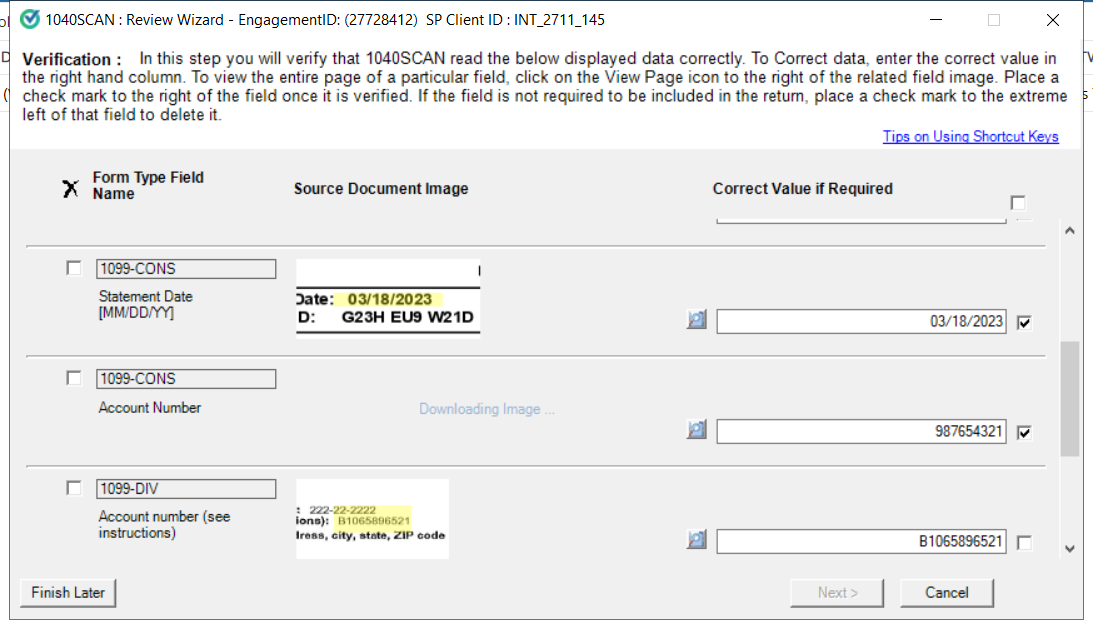 1040SCAN : Review Wizard - EngagementID: (27728412)  SP Client ID : INT_2711_145
Verification :   In this step you will verify that 1040SCAN read the below displayed data correctly. To Correct data, enter the correct value in
the right hand column. To view the entire page of a particular field, click on the View Page icon to the right of the related field image. Place a
check mark to the right of the field once it is verified. If the field is not required to be included in the return, place a check mark to the extreme
left of that field to delete it.
Tips on Using Shortcut Keys
Form Type Field
Name
Source Document Image
Correct Value if Required
1099-CONS
Statement Date
[MM/DD/YY]
Date: 03/18/2023
D: G23H EU9 W21D
03/18/2023
1099-CONS
Account Number
Downloading Image ...
987654321
1099-DIV
Account number (see
instructions)
: 222-22-2222
ions): B1065896521
dress, city, state, ZIP code
B1065896521
Finish Later
Next >
Cancel